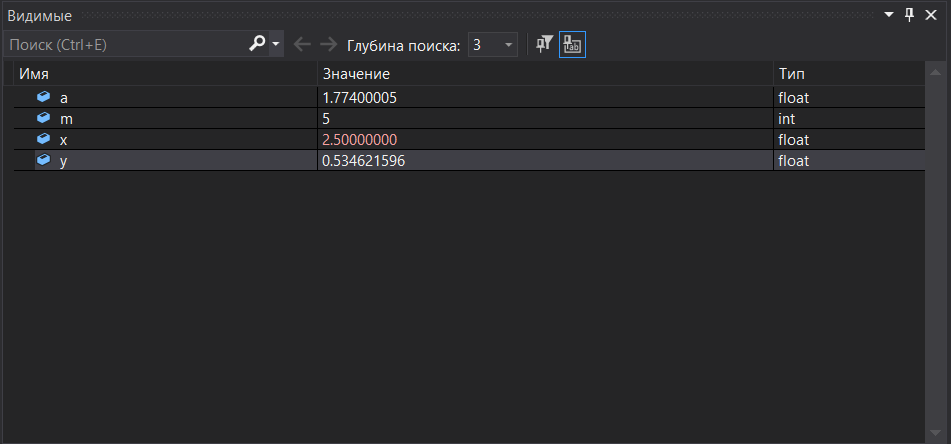 Видимые
Поиск (Ctrl+E) Глубина поиска: 3
Имя Значение Тип
a 1.77400005 float
m 5 int
x 2.50000000 float
y 0.534621596 float